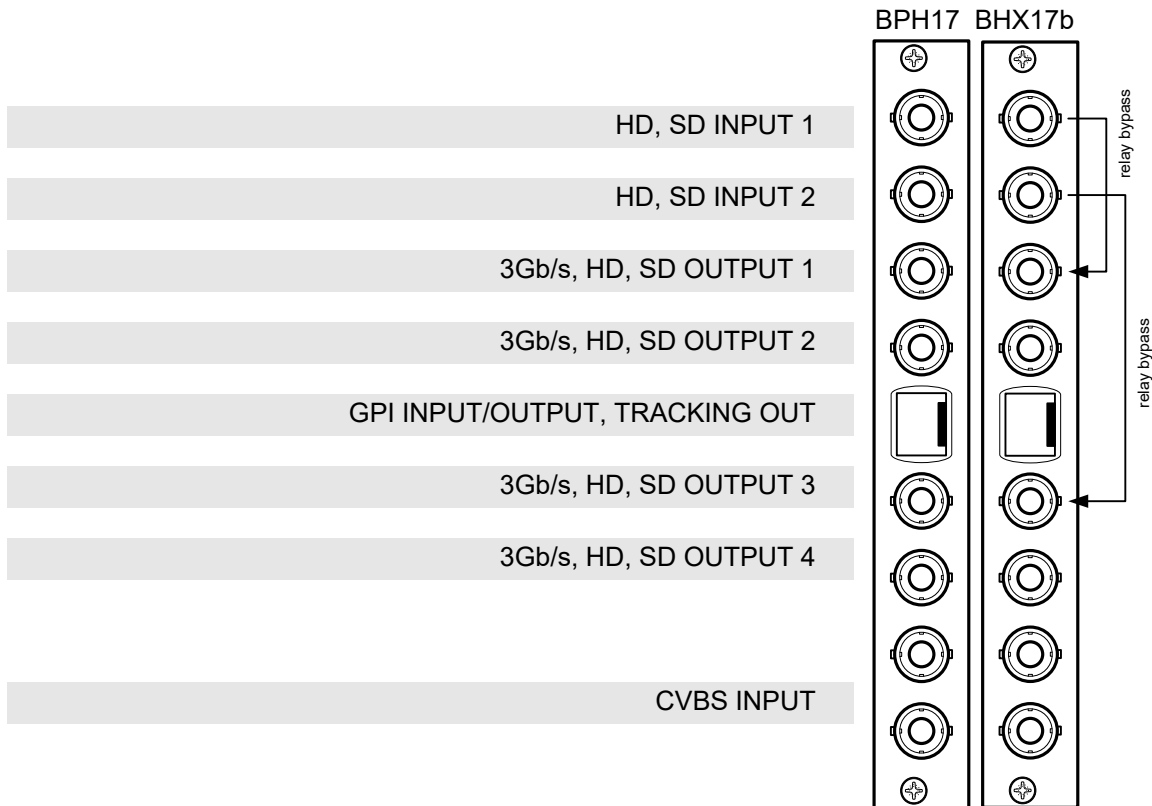 BPH17 BHX17b
HD, SD INPUT 1
HD, SD INPUT 2
3Gb/s, HD, SD OUTPUT 1
3Gb/s, HD, SD OUTPUT 2
GPI INPUT/OUTPUT, TRACKING OUT
3Gb/s, HD, SD OUTPUT 3
3Gb/s, HD, SD OUTPUT 4
CVBS INPUT
relay bypass
relay bypass